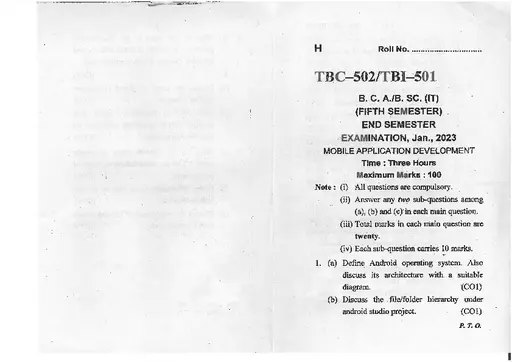 H Roll No. ..............................
TBC–502/TBI–501
B. C. A./B. SC. (IT)
(FIFTH SEMESTER)
END SEMESTER
EXAMINATION, Jan., 2023
MOBILE APPLICATION DEVELOPMENT
Time : Three Hours
Maximum Marks : 100
Note : (i) All questions are compulsory.
(ii) Answer any two sub-questions among
(a), (b) and (c) in each main question.
(iii) Total marks in each main question are
twenty.
(iv) Each sub-question carries 10 marks.
1. (a) Define Android operating system. Also
discuss its architecture with a suitable
diagram. (CO1)
(b) Discuss the file/folder hierarchy under
android studio project. (CO1)
P. T. O.